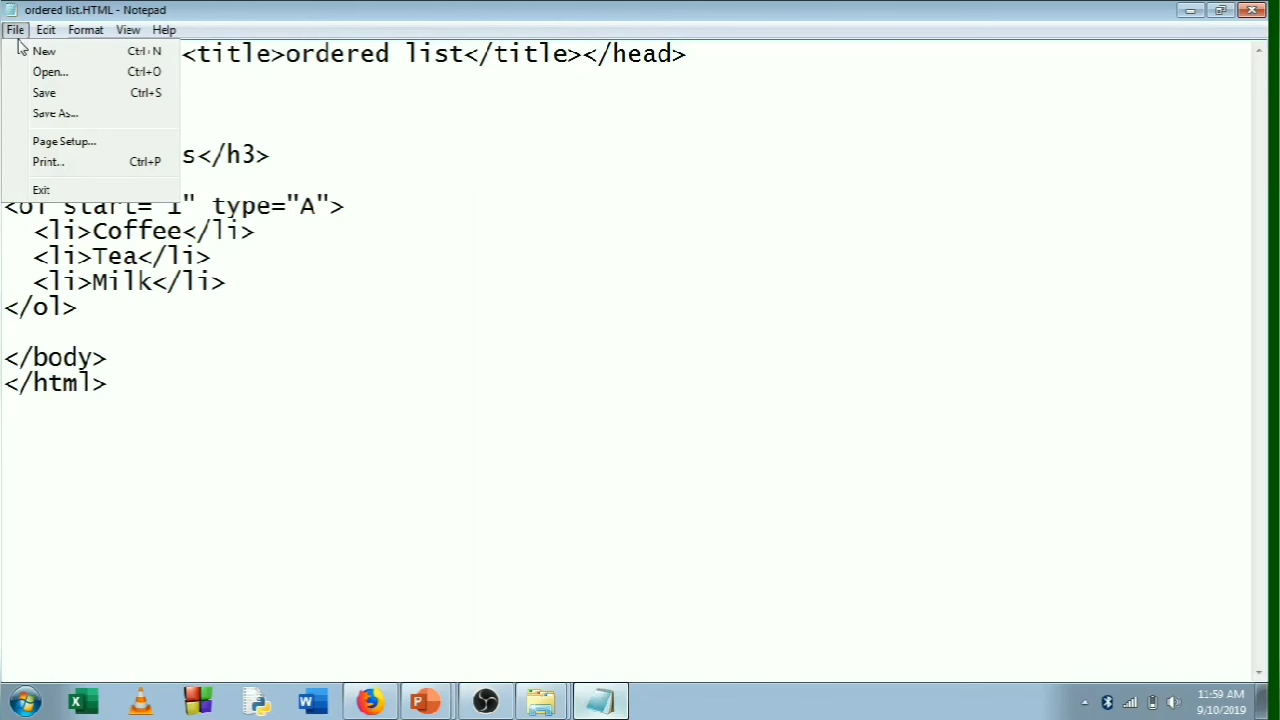 ordered list.HTML - Notepad
File Edit Format View Help
New Ctrl+N
Open... Ctrl+O
Save Ctrl+S
Save As...
Page Setup...
Print... Ctrl+P
Exit
<title>ordered list</title></head>
s</h3>
start="1" type="A">
<li>Coffee</li>
<li>Tea</li>
<li>Milk</li>
</ol>
</body>
</html>
11:59 AM
9/10/2019